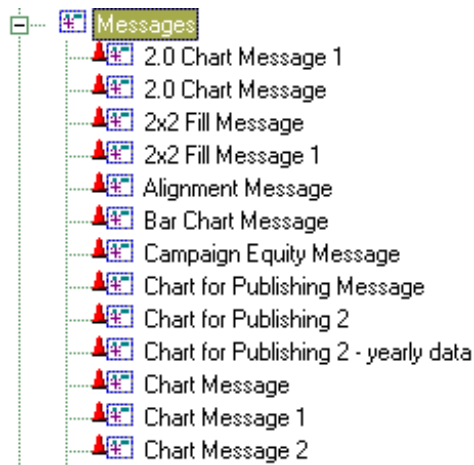 Messages
2.0 Chart Message 1
2.0 Chart Message
2x2 Fill Message
2x2 Fill Message 1
Alignment Message
Bar Chart Message
Campaign Equity Message
Chart for Publishing Message
Chart for Publishing 2
Chart for Publishing 2 - yearly data
Chart Message
Chart Message 1
Chart Message 2